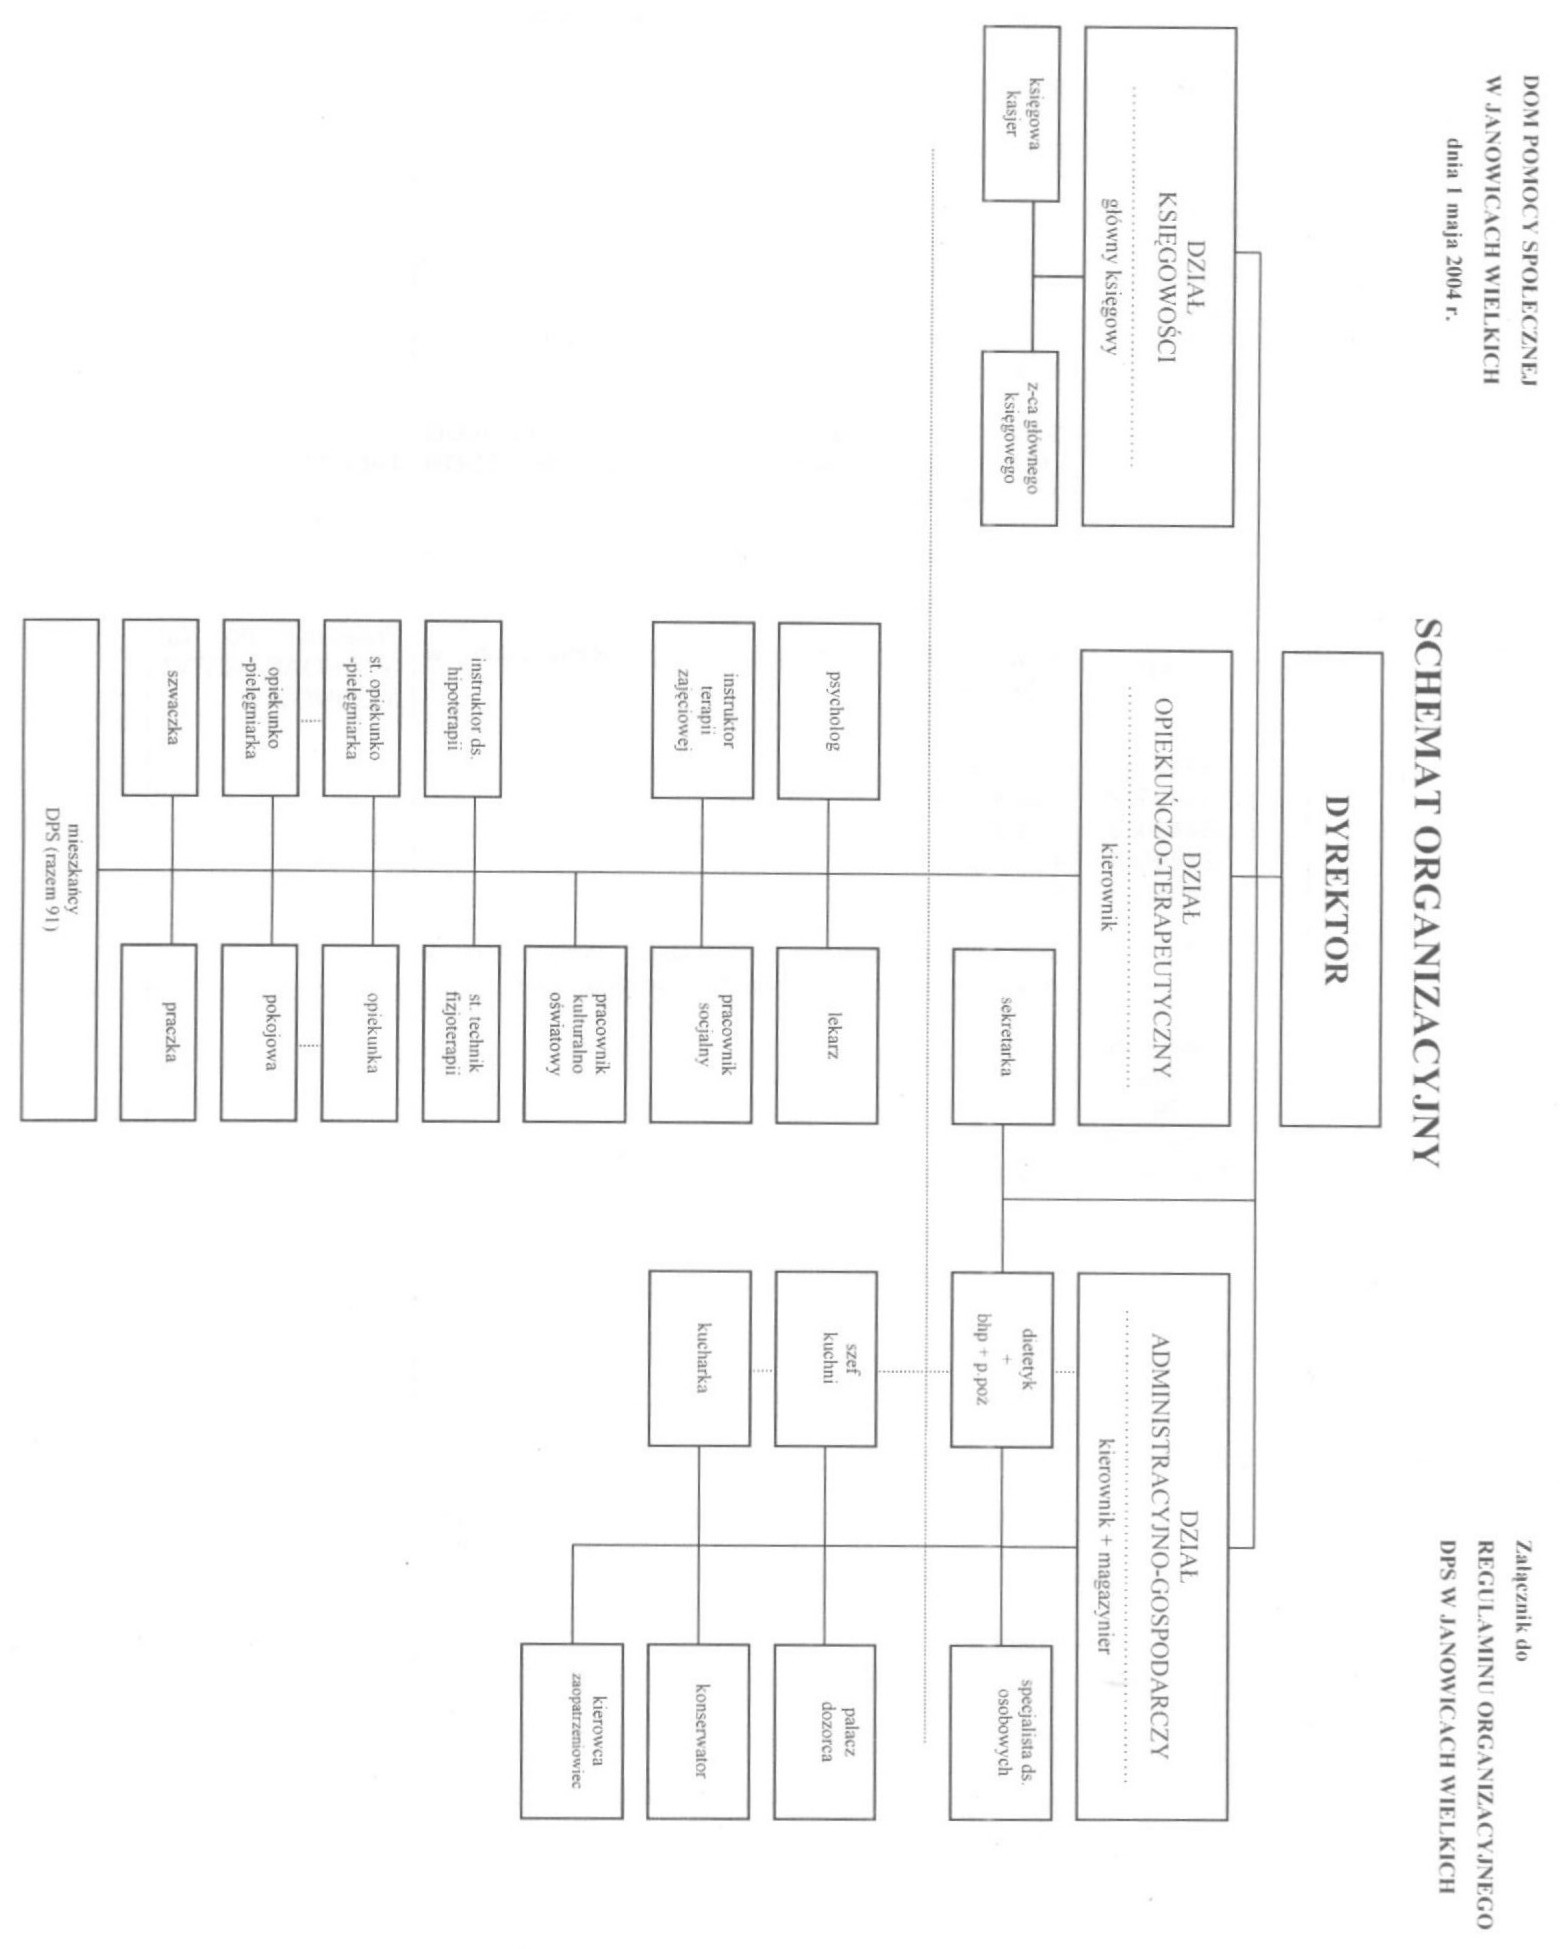 DOM POMOCY SPOŁECZNEJ
W JANOWICACH WIELKICH
dnia 1 maja 2004 r.
Załącznik do
REGULAMINU ORGANIZACYJNEGO
DPS W JANOWICACH WIELKICH
SCHEMAT ORGANIZACYJNY
DYREKTOR
DZIAŁ
KSIĘGOWOŚCI
główny księgowy
DZIAŁ
OPIEKUŃCZO-TERAPEUTYCZNY
kierownik
DZIAŁ
ADMINISTRACYJNO-GOSPODARCZY
kierownik + magazynier
księgowa
kasjer
z-ca głównego
księgowego
sekretarka
dietetyk
+
bhp + p.poż
specjalista ds.
osobowych
psycholog
lekarz
szef
kuchni
palacz
dozorca
instruktor
terapii
zajęciowej
pracownik
socjalny
kucharka
konserwator
pracownik
kulturalno
oświatowy
kierowca
zaopatrzeniowiec
instruktor ds.
hipoterapii
st. technik
fizjoterapii
st. opiekunko
-pielęgniarka
opiekunka
opiekunko
-pielęgniarka
pokojowa
szwaczka
praczka
mieszkańcy
DPS (razem 91)